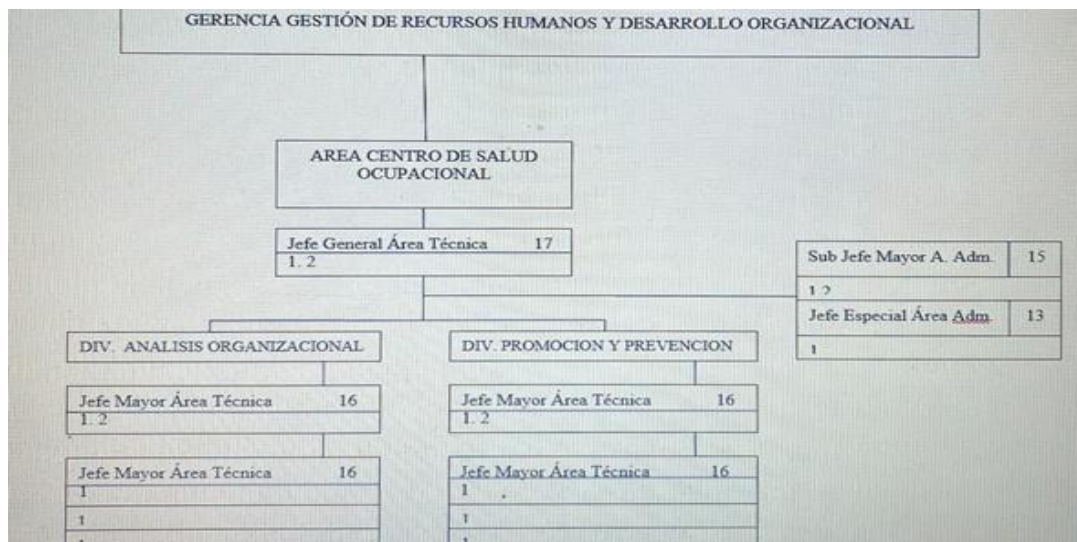 GERENCIA GESTIÓN DE RECURSOS HUMANOS Y DESARROLLO ORGANIZACIONAL
AREA CENTRO DE SALUD
OCUPACIONAL
Jefe General Área Técnica 17
1. 2
Sub Jefe Mayor A. Adm. 15
1 2
Jefe Especial Área Adm 13
1
DIV. ANALISIS ORGANIZACIONAL
DIV. PROMOCION Y PREVENCION
Jefe Mayor Área Técnica 16
1. 2
Jefe Mayor Área Técnica 16
1. 2
Jefe Mayor Área Técnica 16
1
1
Jefe Mayor Área Técnica 16
1
1